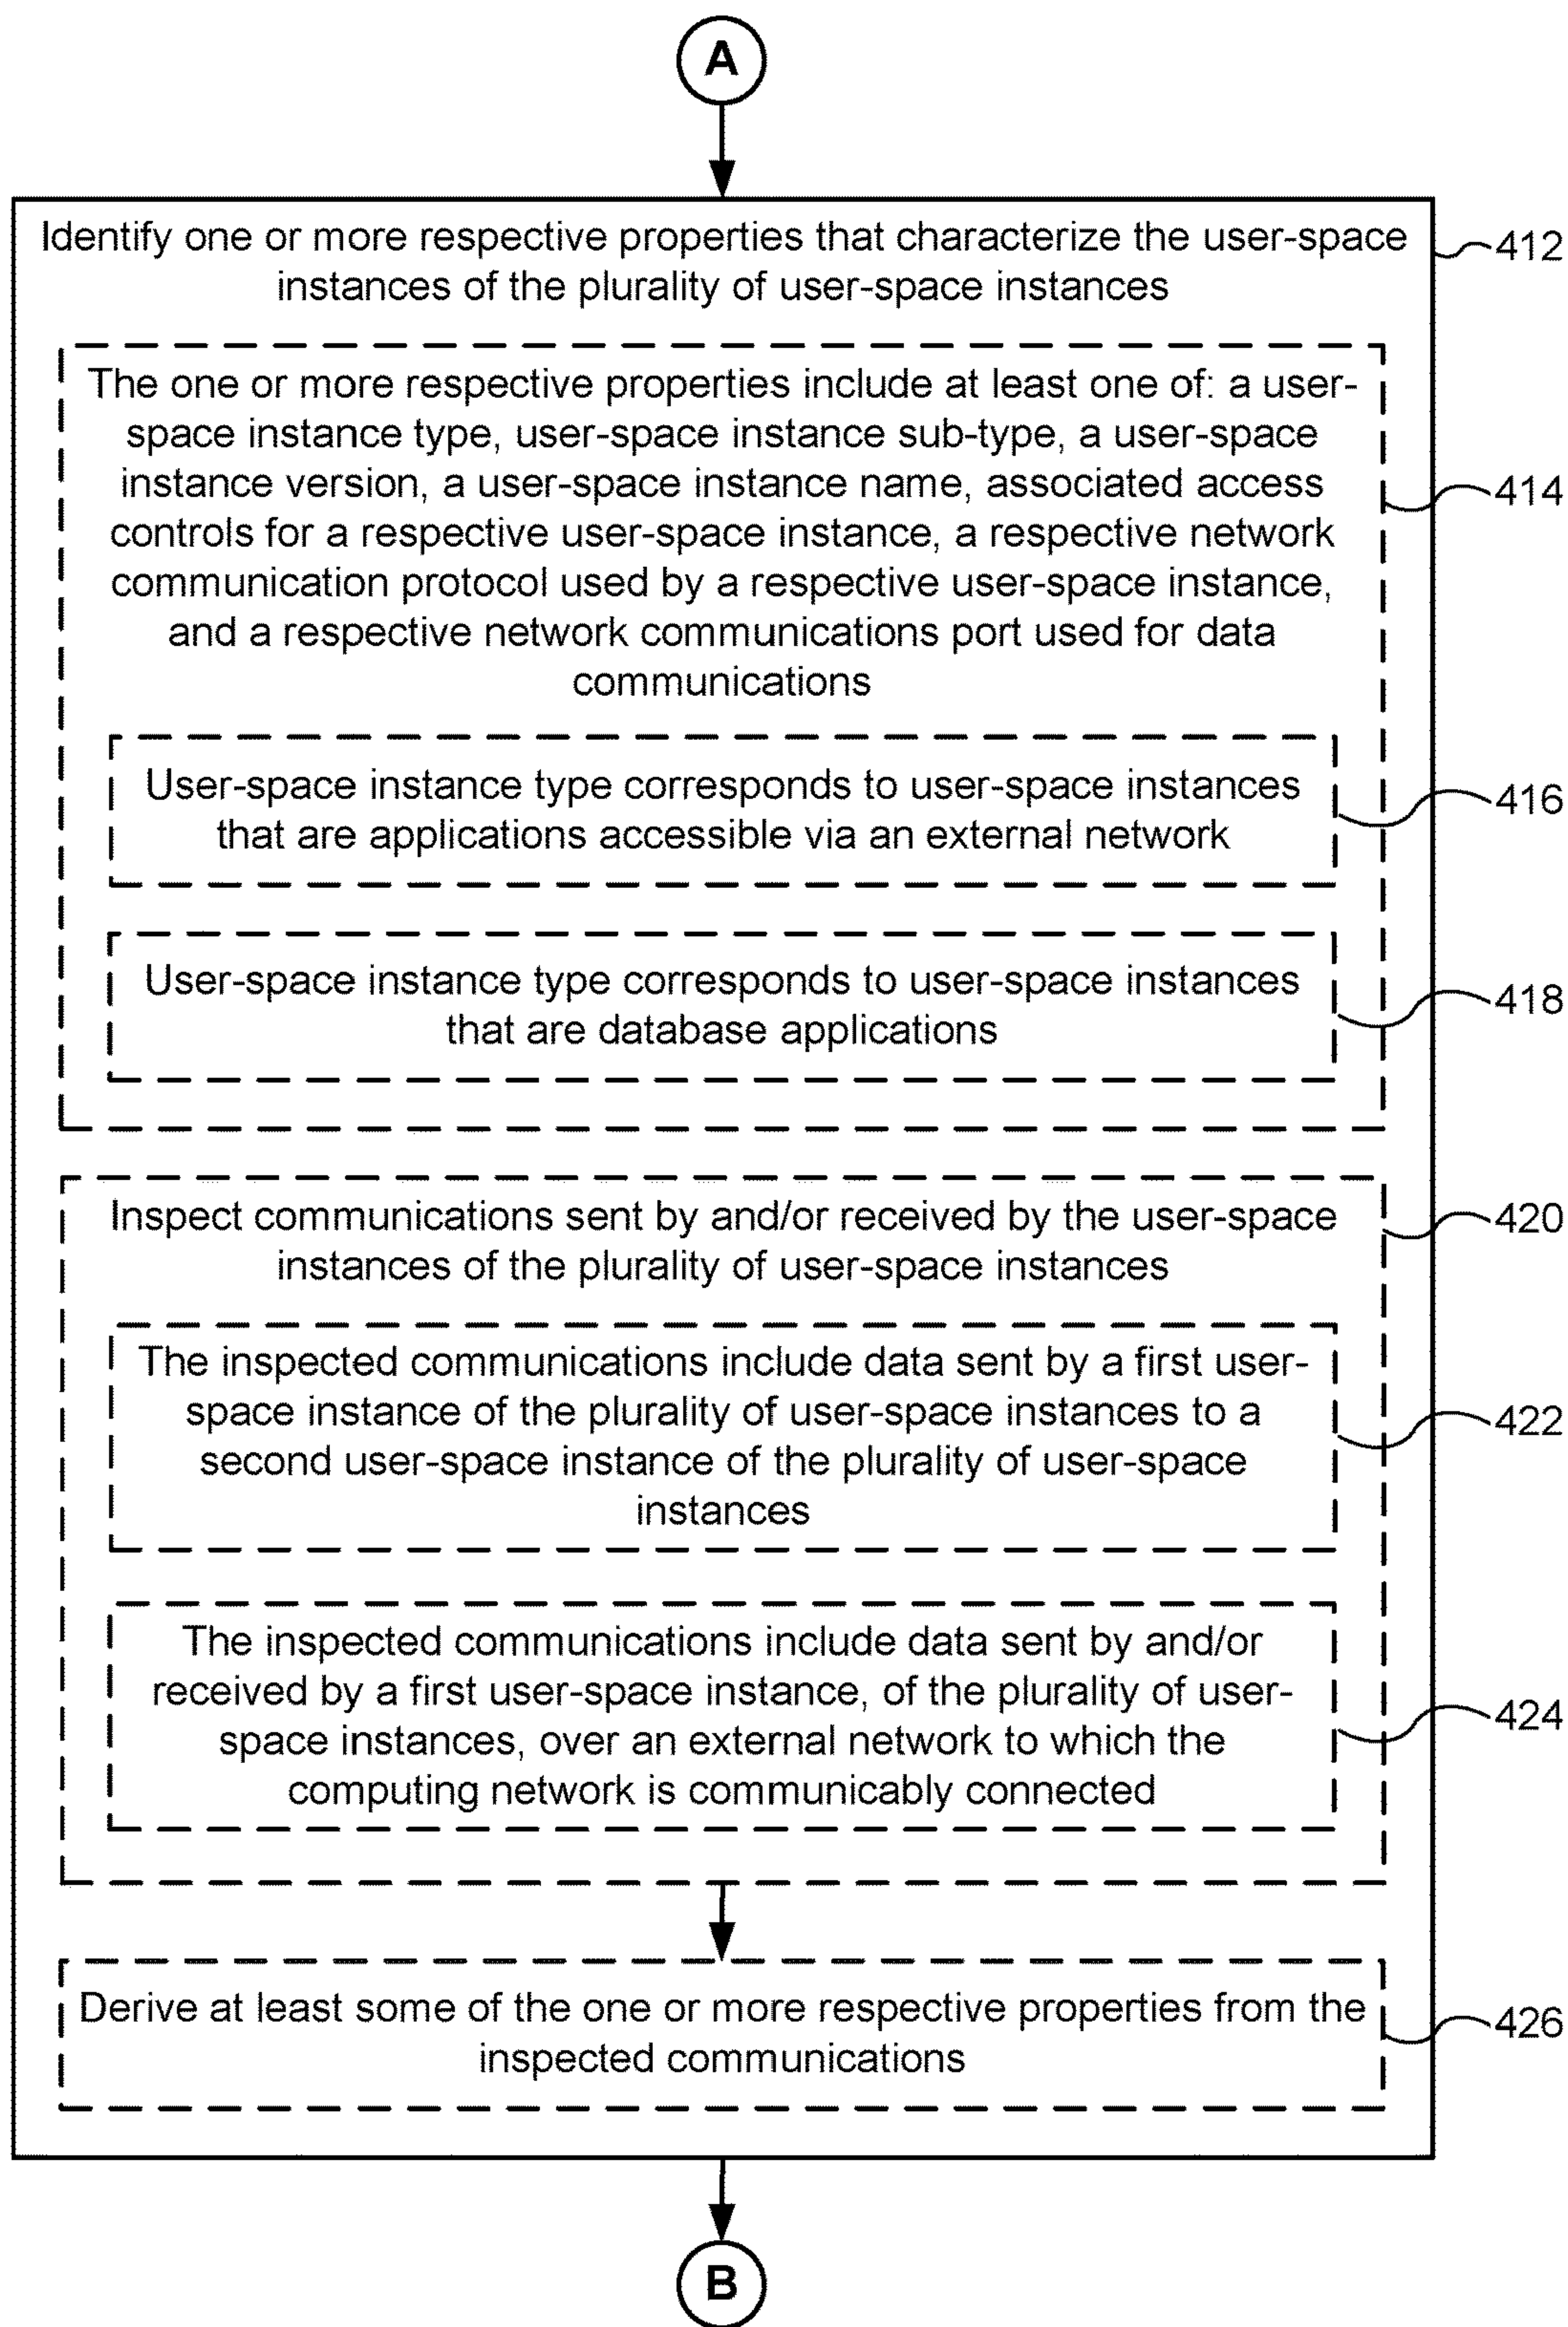 A
Identify one or more respective properties that characterize the user-space
instances of the plurality of user-space instances
412
The one or more respective properties include at least one of: a user-
space instance type, user-space instance sub-type, a user-space
instance version, a user-space instance name, associated access
controls for a respective user-space instance, a respective network
communication protocol used by a respective user-space instance,
and a respective network communications port used for data
communications
414
User-space instance type corresponds to user-space instances
that are applications accessible via an external network
416
User-space instance type corresponds to user-space instances
that are database applications
418
Inspect communications sent by and/or received by the user-space
instances of the plurality of user-space instances
420
The inspected communications include data sent by a first user-
space instance of the plurality of user-space instances to a
second user-space instance of the plurality of user-space
instances
422
The inspected communications include data sent by and/or
received by a first user-space instance, of the plurality of user-
space instances, over an external network to which the
computing network is communicably connected
424
Derive at least some of the one or more respective properties from the
inspected communications
426
B